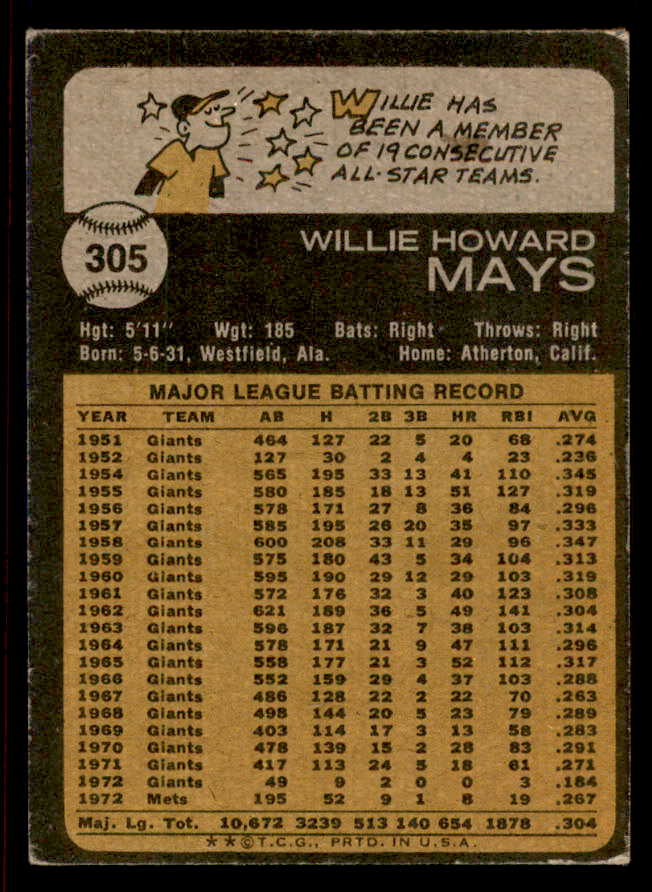 WILLIE HAS
BEEN A MEMBER
OF 19 CONSECUTIVE
ALL-STAR TEAMS.
305
WILLIE HOWARD
MAYS
Hgt: 5'11" Wgt: 185 Bats: Right Throws: Right
Born: 5-6-31, Westfield, Ala. Home: Atherton, Calif.
MAJOR LEAGUE BATTING RECORD
YEAR TEAM AB H 2B 3B HR RBI AVG
1951 Giants 464 127 22 5 20 68 .274
1952 Giants 127 30 2 4 4 23 .236
1954 Giants 565 195 33 13 41 110 .345
1955 Giants 580 185 18 13 51 127 .319
1956 Giants 578 171 27 8 36 84 .296
1957 Giants 585 195 26 20 35 97 .333
1958 Giants 600 208 33 11 29 96 .347
1959 Giants 575 180 43 5 34 104 .313
1960 Giants 595 190 29 12 29 103 .319
1961 Giants 572 176 32 3 40 123 .308
1962 Giants 621 189 36 5 49 141 .304
1963 Giants 596 187 32 7 38 103 .314
1964 Giants 578 171 21 9 47 111 .296
1965 Giants 558 177 21 3 52 112 .317
1966 Giants 552 159 29 4 37 103 .288
1967 Giants 486 128 22 2 22 70 .263
1968 Giants 498 144 20 5 23 79 .289
1969 Giants 403 114 17 3 13 58 .283
1970 Giants 478 139 15 2 28 83 .291
1971 Giants 417 113 24 5 18 61 .271
1972 Giants 49 9 2 0 0 3 .184
1972 Mets 195 52 9 1 8 19 .267
Maj. Lg. Tot. 10,672 3239 513 140 654 1878 .304
**©T.C.G., PRTD. IN U.S.A.